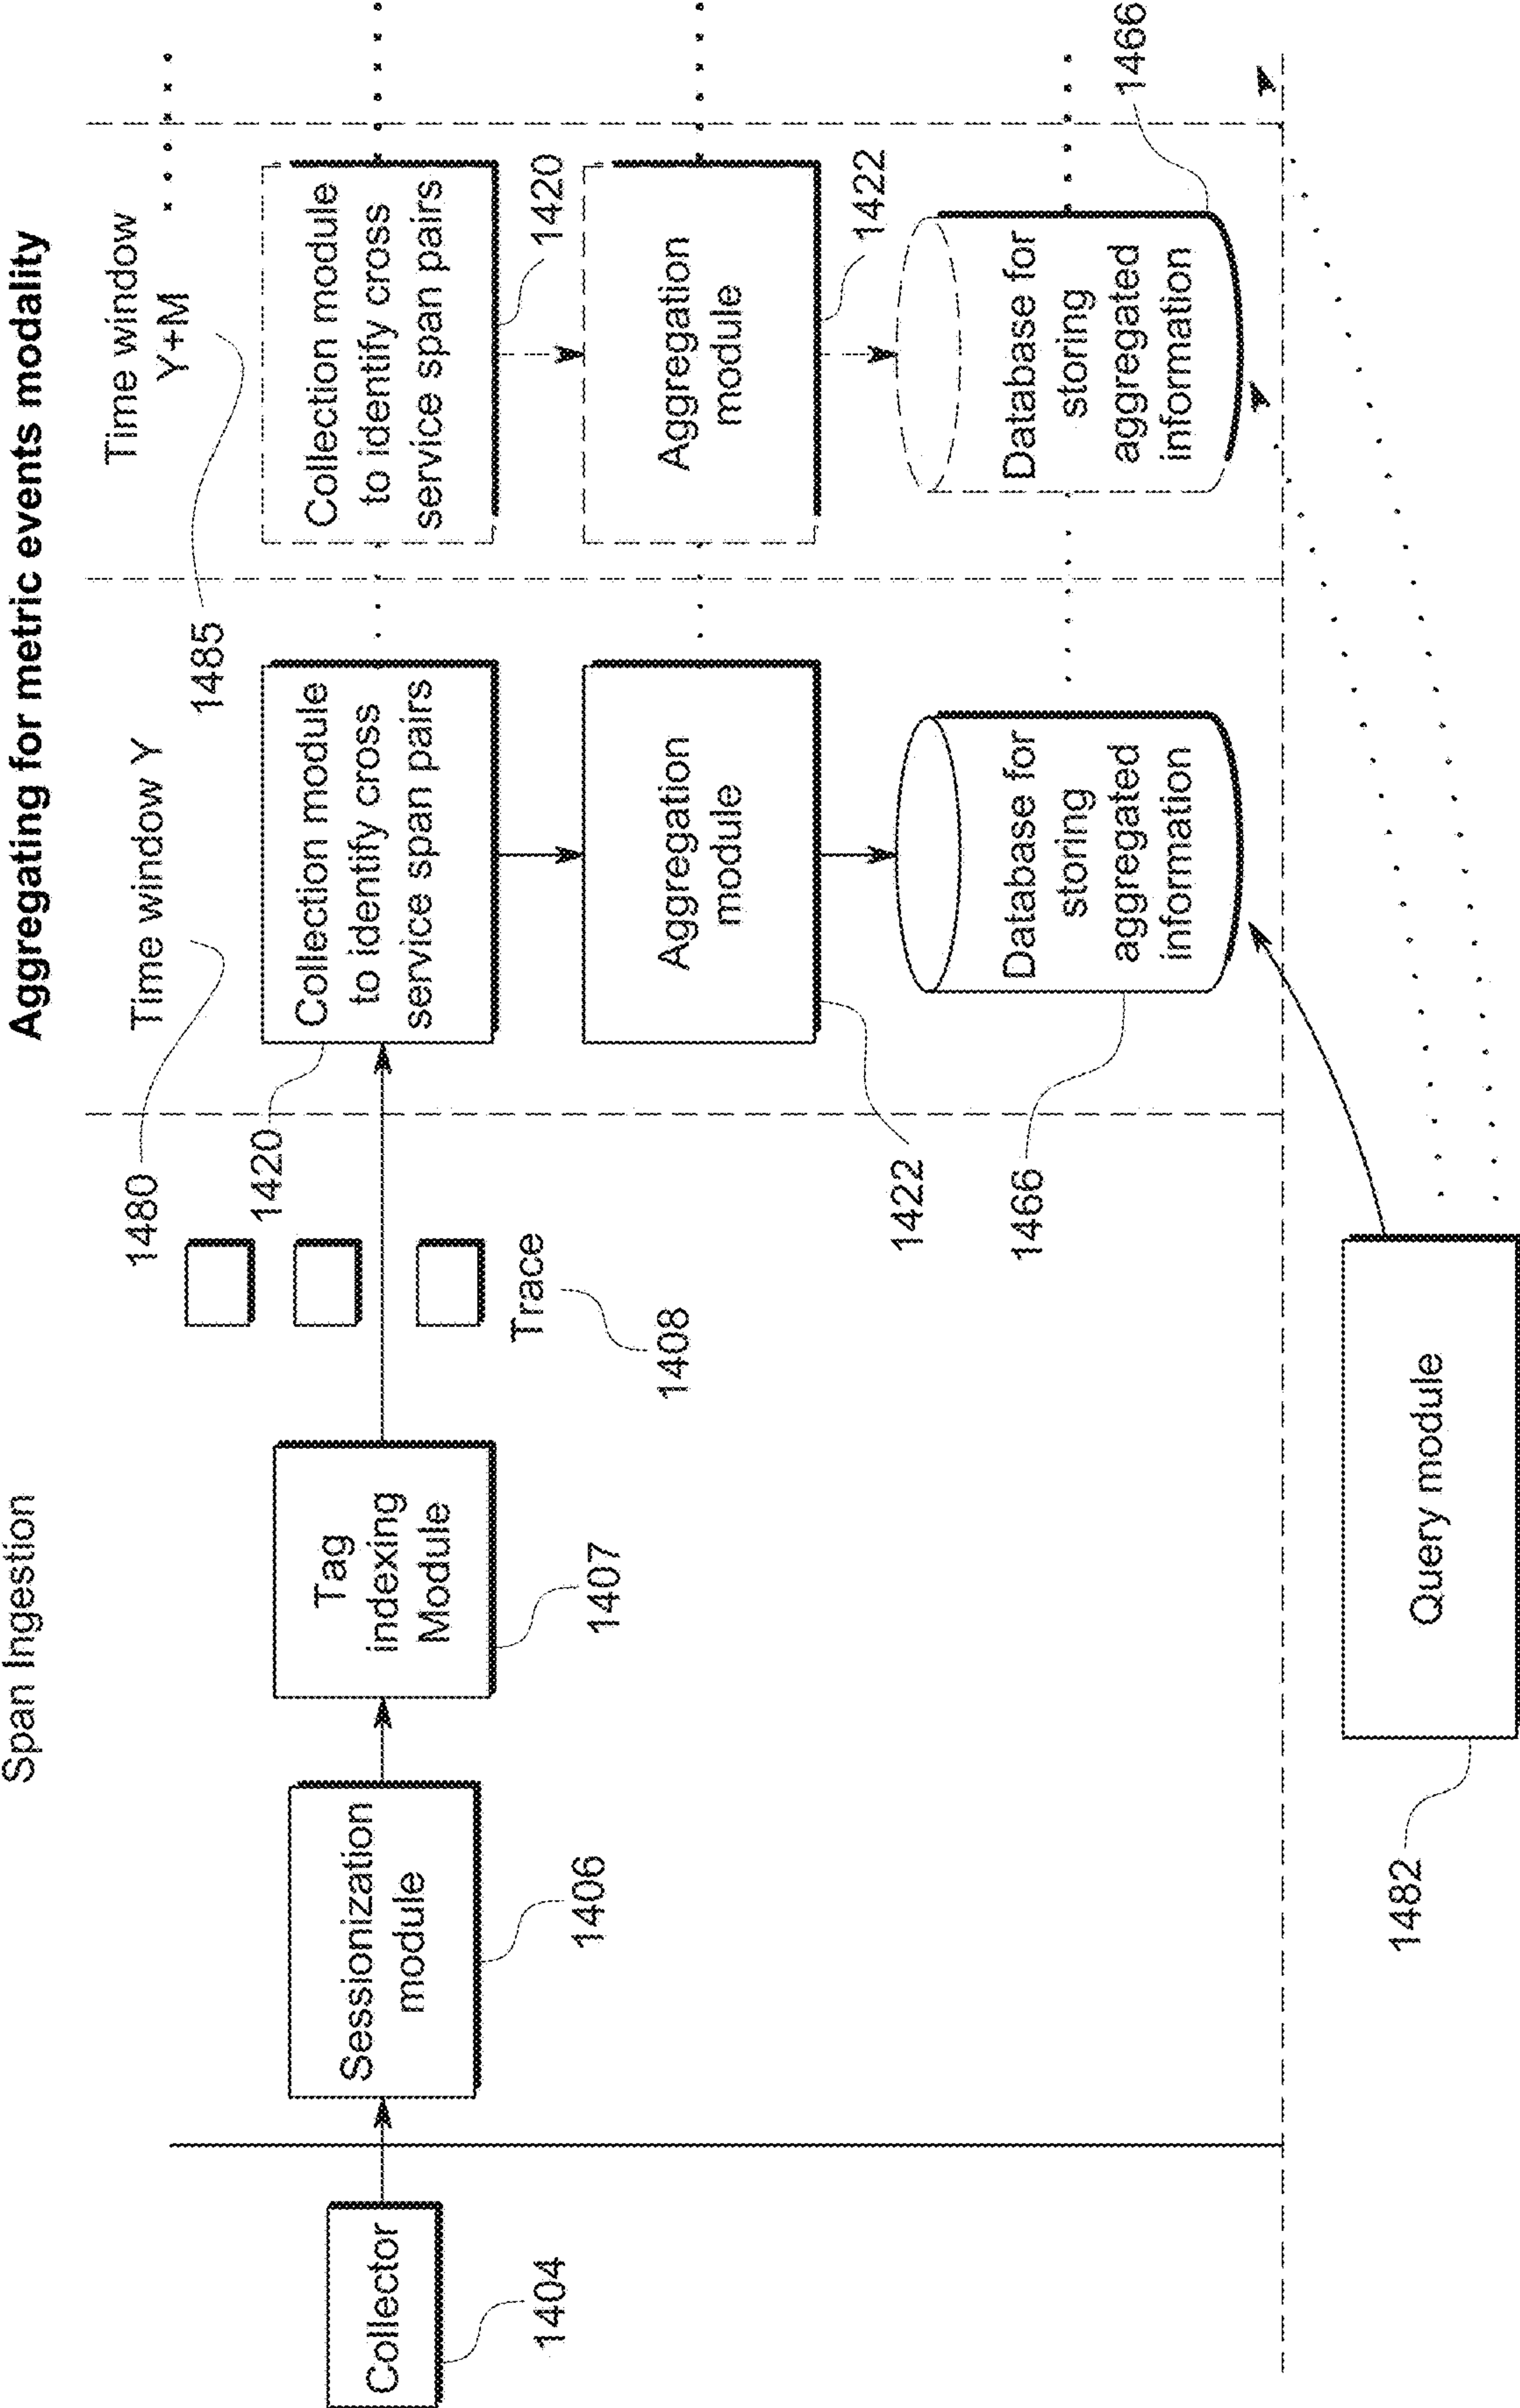 Span Ingestion
Aggregating for metric events modality
Time window Y
Time window
Y+M
1480
1485
Collector
1404
Sessionization
module
1406
Tag
indexing
Module
1407
Trace
1408
Collection module
to identify cross
service span pairs
1420
Aggregation
module
1422
Database for
storing
aggregated
information
1466
Collection module
to identify cross
service span pairs
1420
Aggregation
module
1422
Database for
storing
aggregated
information
1466
Query module
1482